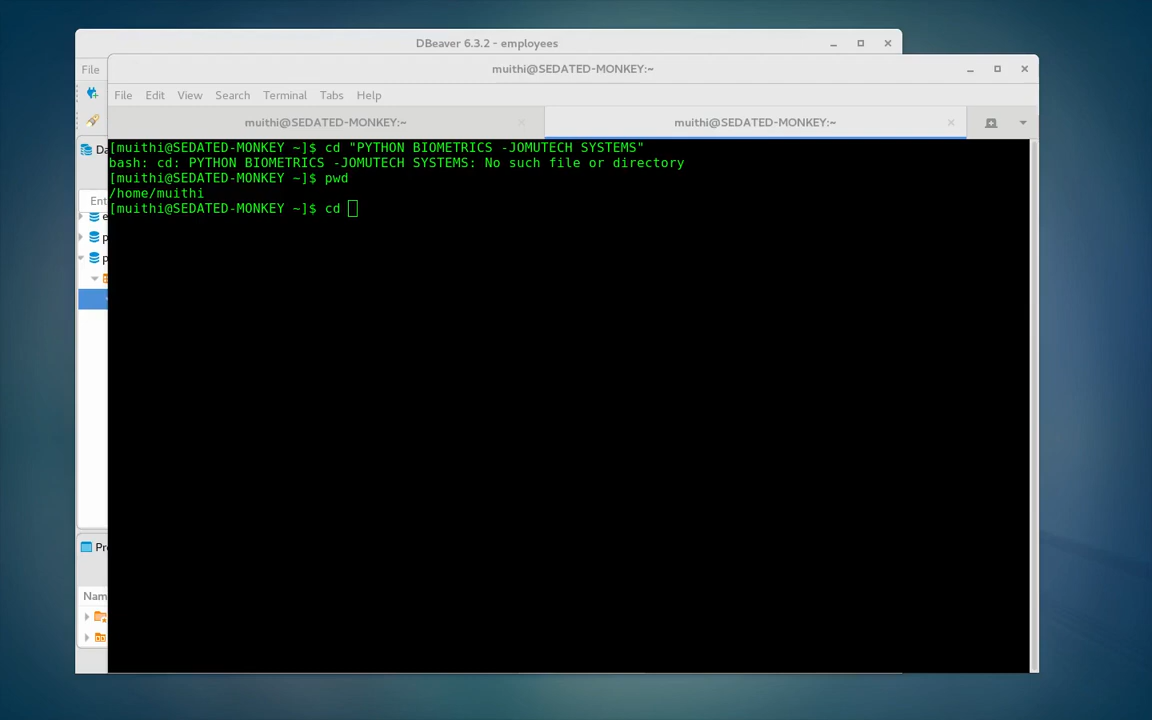 DBeaver 6.3.2 - employees
File
muithi@SEDATED-MONKEY:~
File Edit View Search Terminal Tabs Help
muithi@SEDATED-MONKEY:~ muithi@SEDATED-MONKEY:~
[muithi@SEDATED-MONKEY ~]$ cd "PYTHON BIOMETRICS -JOMUTECH SYSTEMS"
bash: cd: PYTHON BIOMETRICS -JOMUTECH SYSTEMS: No such file or directory
[muithi@SEDATED-MONKEY ~]$ pwd
/home/muithi
[muithi@SEDATED-MONKEY ~]$ cd
Da
Ent
e
p
p
Pro
Nam